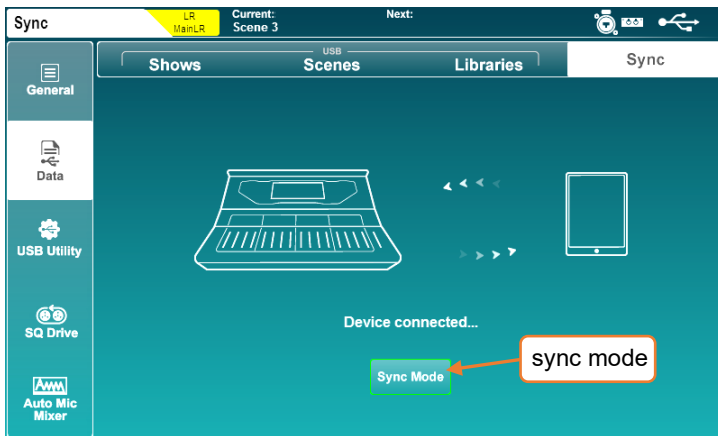 Sync
LR
MainLR
Current:
Scene 3
Next:
General
Data
USB Utility
SQ Drive
Auto Mic
Mixer
USB
Shows
Scenes
Libraries
Sync
Device connected...
Sync Mode
sync mode